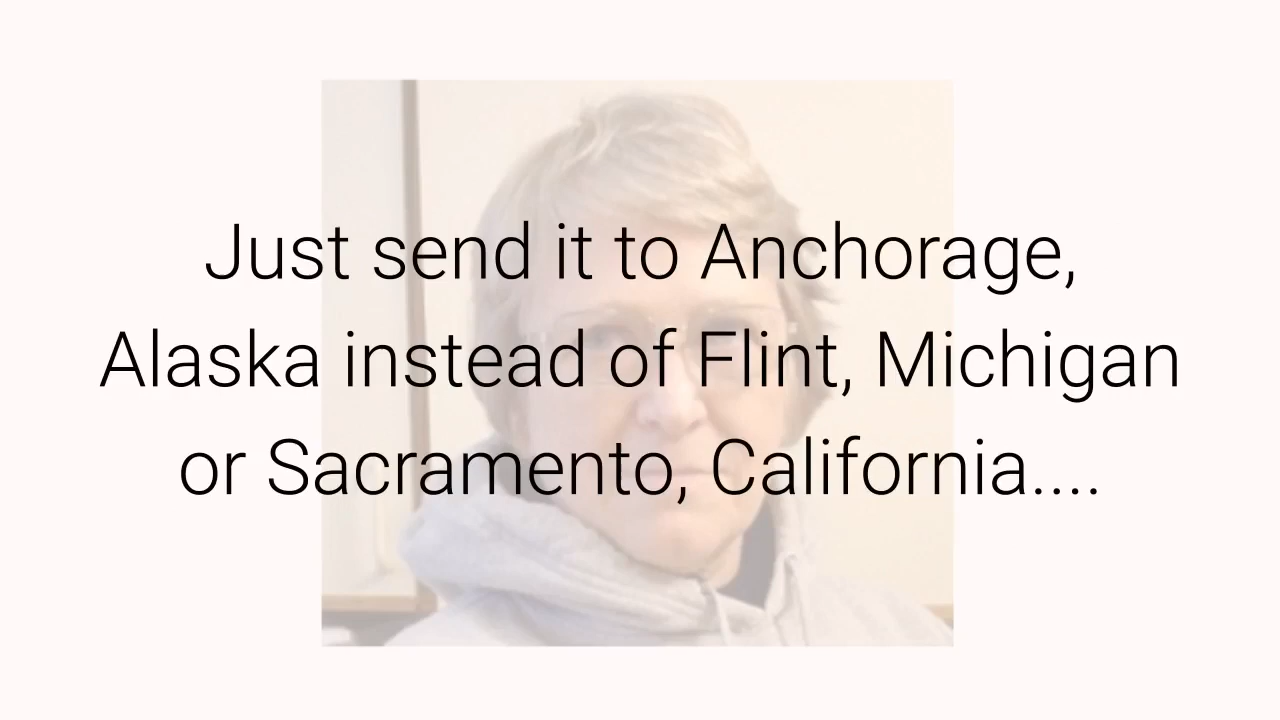 Just send it to Anchorage,
Alaska instead of Flint, Michigan
or Sacramento, California....